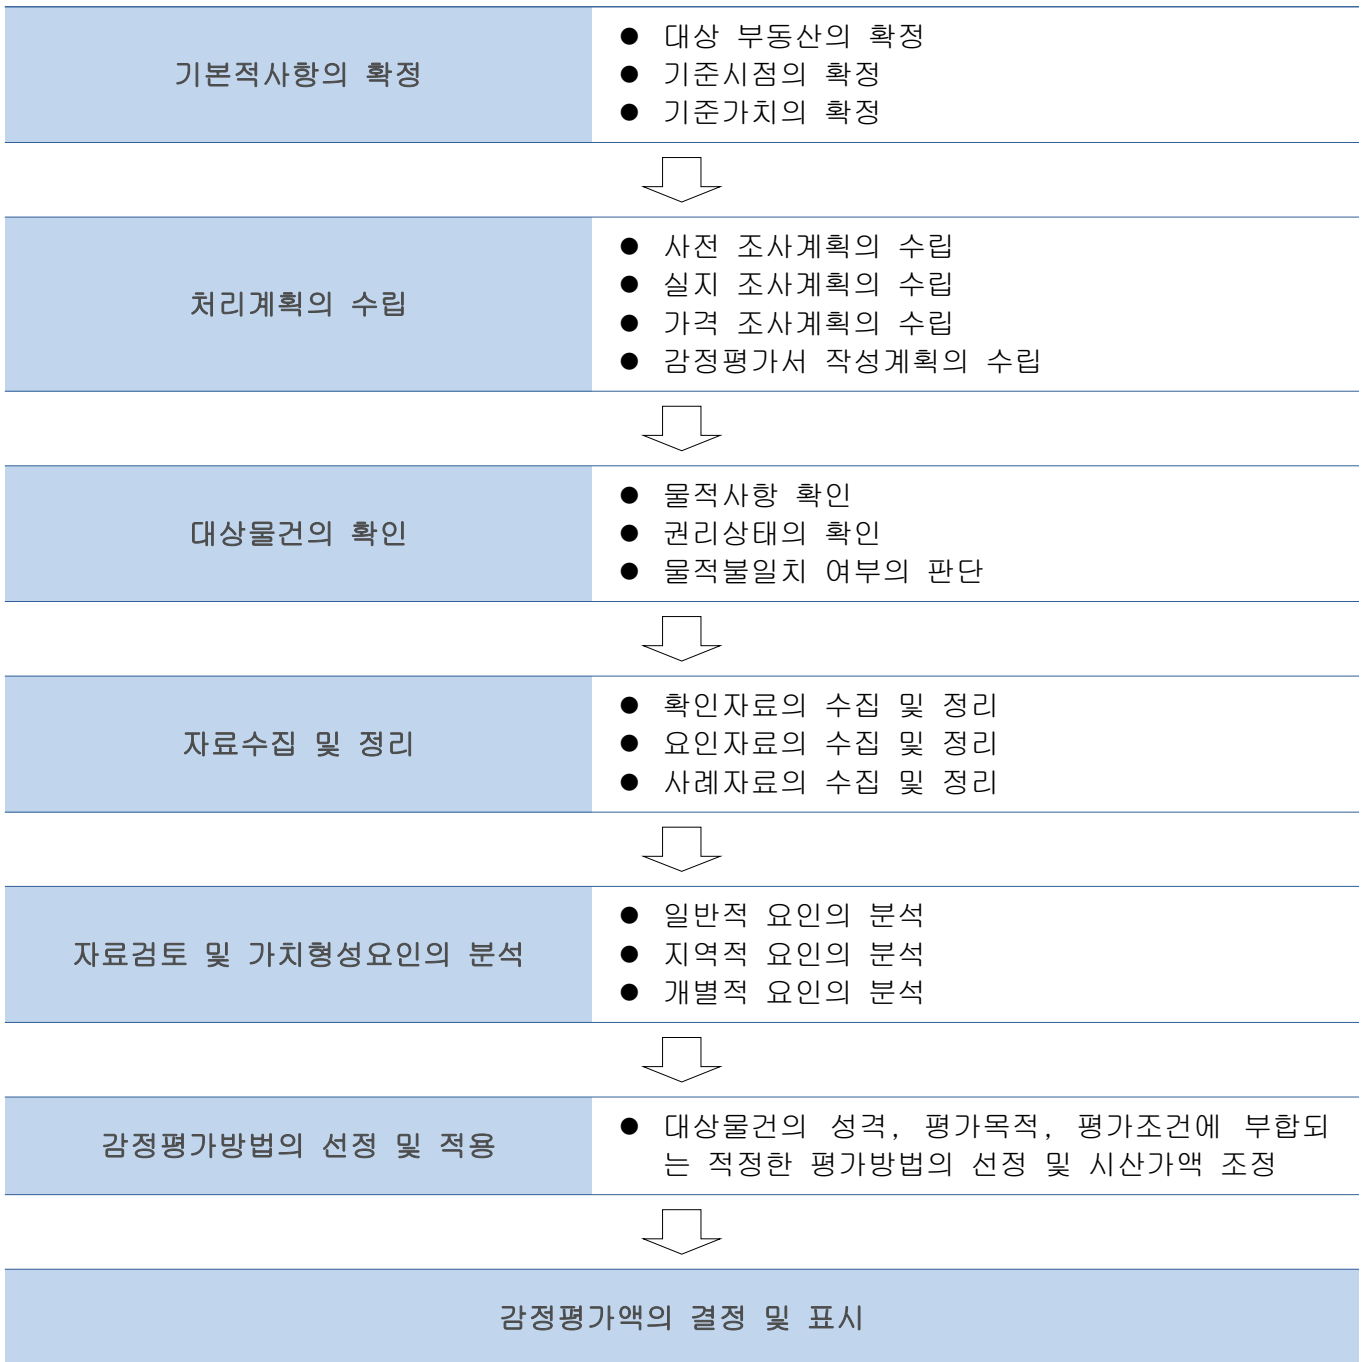 기본적사항의 확정
● 대상 부동산의 확정
● 기준시점의 확정
● 기준가치의 확정
처리계획의 수립
● 사전 조사계획의 수립
● 실지 조사계획의 수립
● 가격 조사계획의 수립
● 감정평가서 작성계획의 수립
대상물건의 확인
● 물적사항 확인
● 권리상태의 확인
● 물적불일치 여부의 판단
자료수집 및 정리
● 확인자료의 수집 및 정리
● 요인자료의 수집 및 정리
● 사례자료의 수집 및 정리
자료검토 및 가치형성요인의 분석
● 일반적 요인의 분석
● 지역적 요인의 분석
● 개별적 요인의 분석
감정평가방법의 선정 및 적용
● 대상물건의 성격, 평가목적, 평가조건에 부합되
는 적정한 평가방법의 선정 및 시산가액 조정
감정평가액의 결정 및 표시